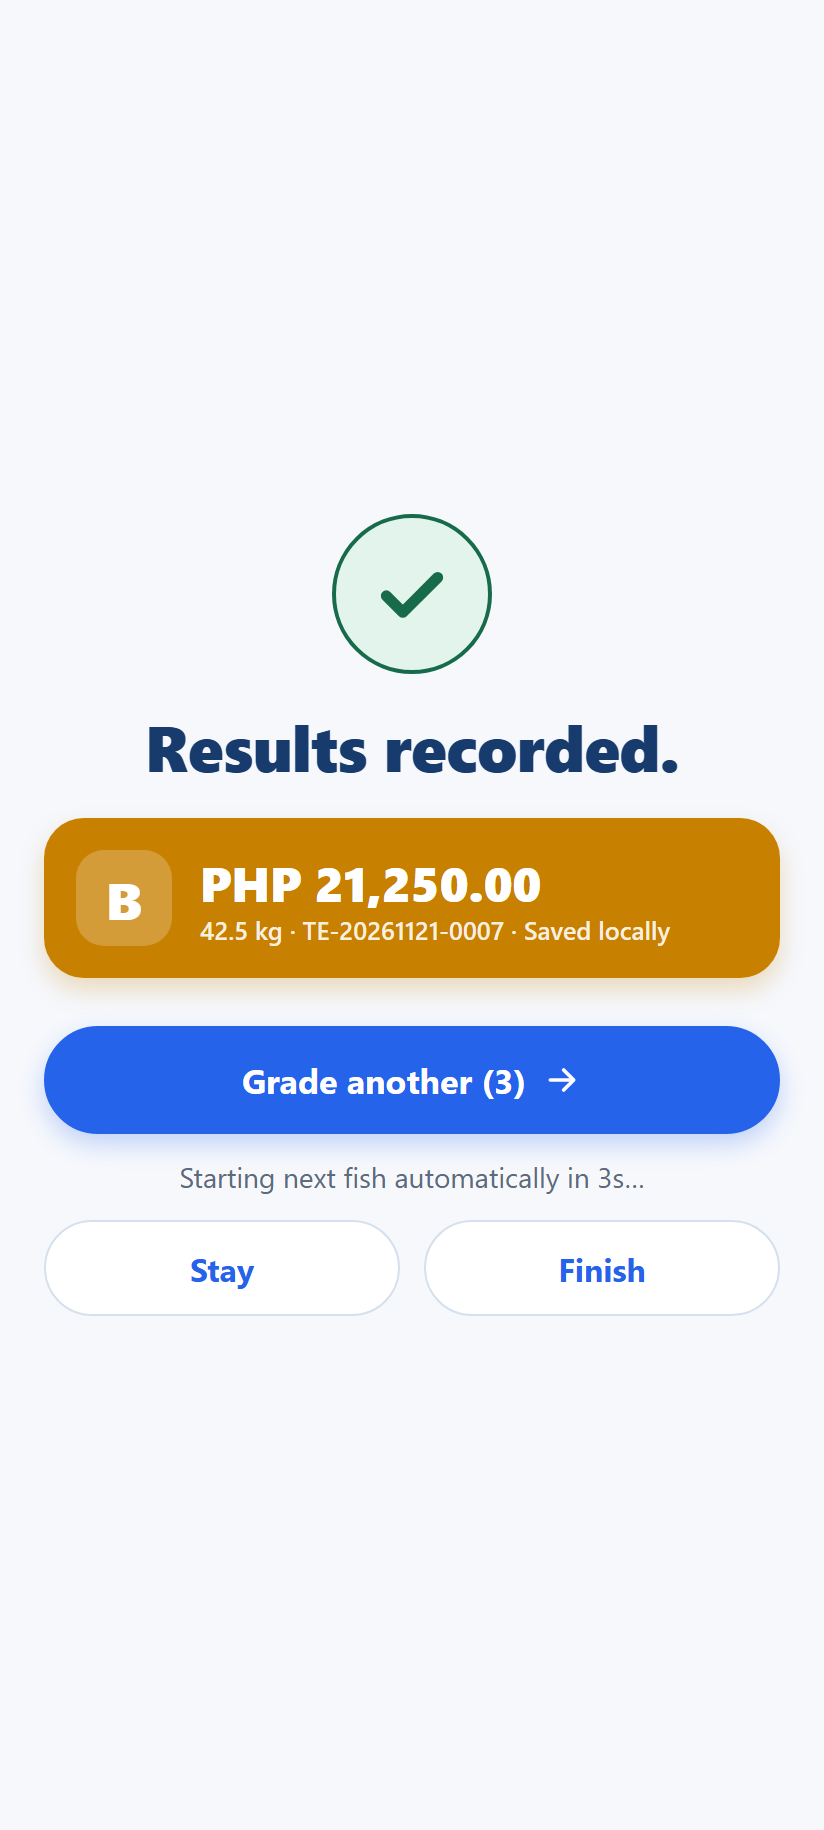 Results recorded.
B
PHP 21,250.00
42.5 kg · TE-20261121-0007 · Saved locally
Grade another (3) →
Starting next fish automatically in 3s...
Stay
Finish